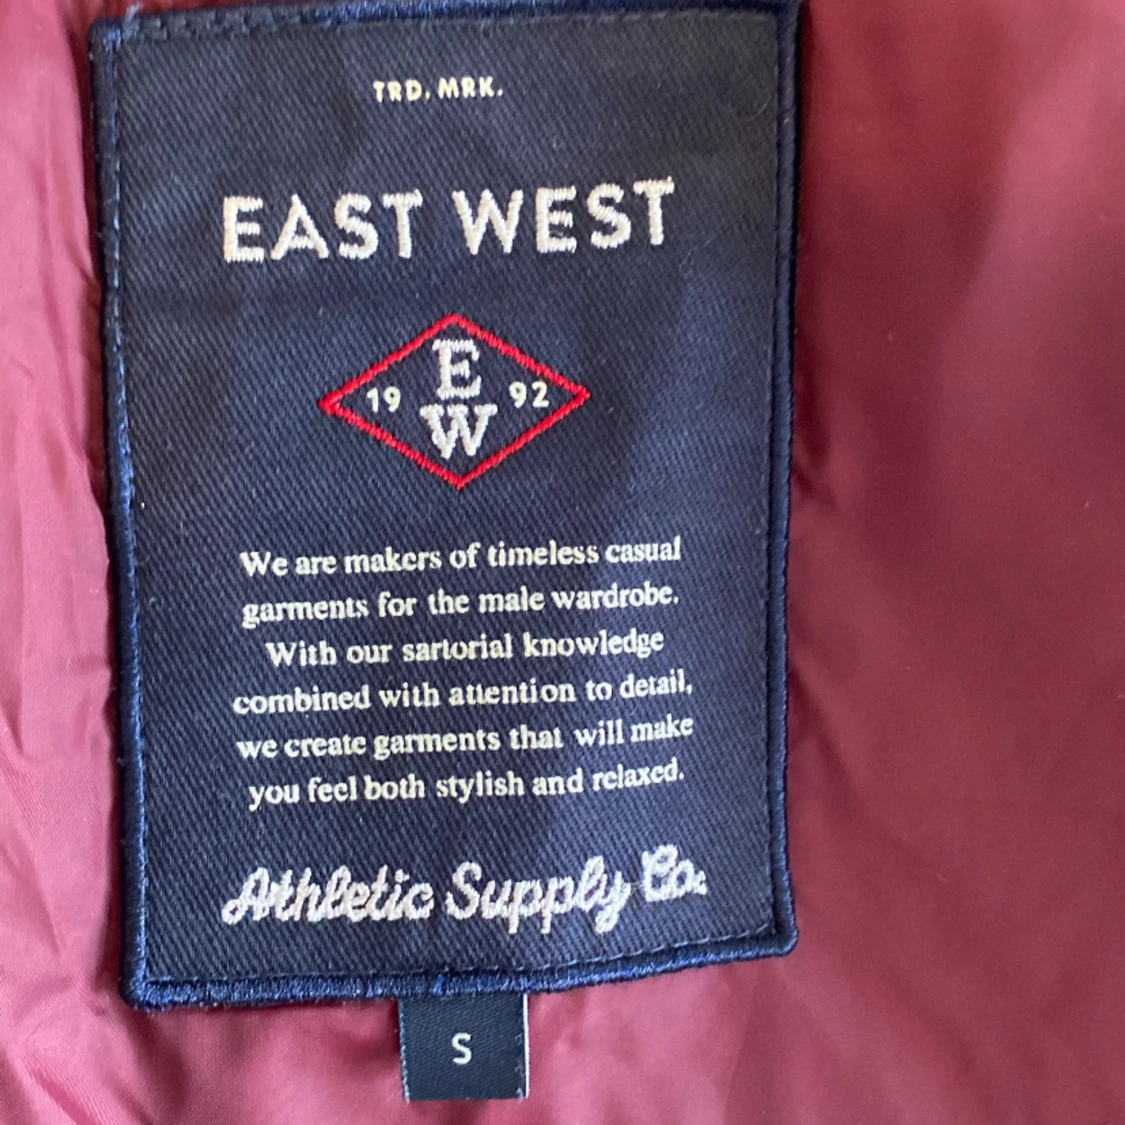 TRD. MRK.
EAST WEST
E
19 92
W
We are makers of timeless casual
garments for the male wardrobe.
With our sartorial knowledge
combined with attention to detail,
we create garments that will make
you feel both stylish and relaxed.
Athletic Supply Co.
S